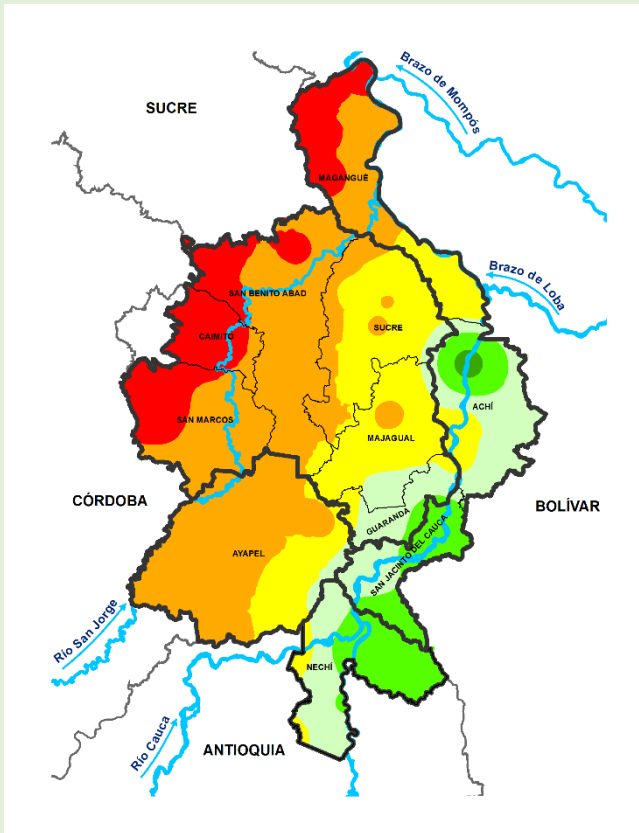 SUCRE
Brazo de Mompós
MAGANGUÉ
Brazo de Loba
SAN BENITO ABAD
SUCRE
CAIMITO
ACHÍ
SAN MARCOS
MAJAGUAL
CÓRDOBA
BOLÍVAR
GUARANDA
AYAPEL
SAN JACINTO DEL CAUCA
Río San Jorge
NECHÍ
Río Cauca
ANTIOQUIA